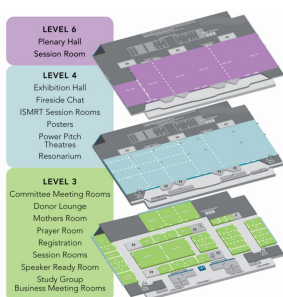 LEVEL 6
Plenary Hall
Session Room
LEVEL 4
Exhibition Hall
Fireside Chat
ISMRT Session Rooms
Posters
Power Pitch
Theatres
Resonarium
LEVEL 3
Committee Meeting Rooms
Donor Lounge
Mothers Room
Prayer Room
Registration
Session Rooms
Speaker Ready Room
Study Group
Business Meeting Rooms